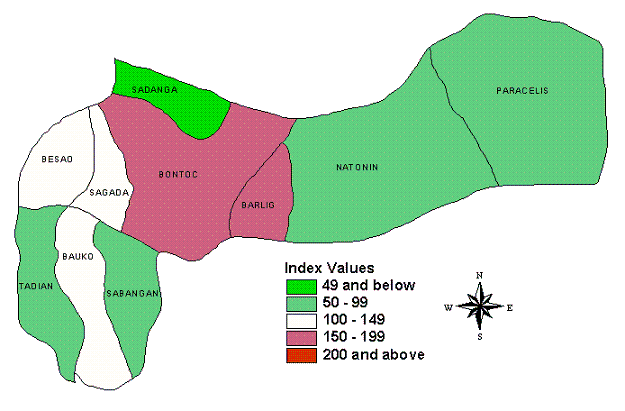 SADANGA
PARACELIS
BESAO
BONTOC
NATONIN
SAGADA
BARLIG
BAUKO
TADIAN
SABANGAN
Index Values
49 and below
50 - 99
100 - 149
150 - 199
200 and above
N
W E
S